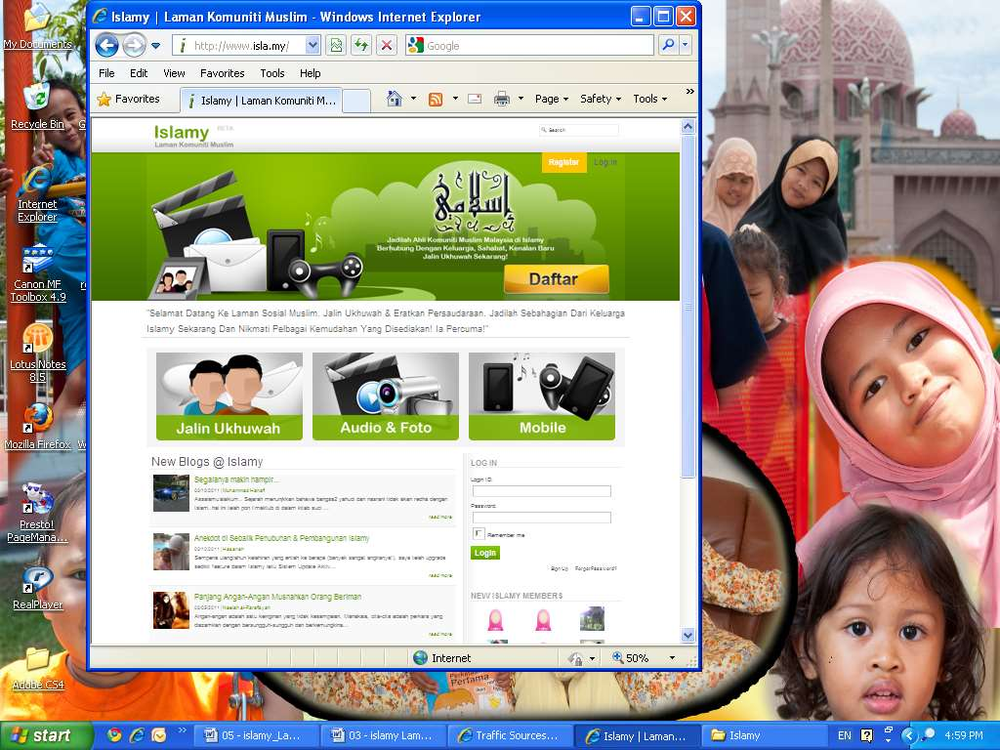 Islamy | Laman Komuniti Muslim - Windows Internet Explorer
http://www.isla.my/
Google
File Edit View Favorites Tools Help
Favorites
Islamy | Laman Komuniti M...
Page Safety Tools
My Documents
Recycle Bin
G
Internet
Explorer
Canon MF
Toolbox 4.9
Lotus Notes
8.5
Mozilla Firefox
W
Presto!
PageMana...
RealPlayer
Adobe CS4
Islamy BETA
Laman Komuniti Muslim
Search
Register Log in
إسلامي
Jadilah Ahli Komuniti Muslim Malaysia di Islamy
Berhubung Dengan Keluarga, Sahabat, Kenalan Baru
Jalin Ukhuwah Sekarang!
Daftar
"Selamat Datang Ke Laman Sosial Muslim. Jalin Ukhuwah & Eratkan Persaudaraan. Jadilah Sebahagian Dari Keluarga
Islamy Sekarang Dan Nikmati Pelbagai Kemudahan Yang Disediakan! Ia Percuma!"
Jalin Ukhuwah
Audio & Foto
Mobile
New Blogs @ Islamy
Segalanya makin hampir...
read more
Anekdot di Sebalik Penubuhan & Pembangunan Islamy
read more
Panjang Angan-Angan Musnahkan Orang Beriman
read more
LOG IN
Login ID:
Password:
Remember me
Login
Sign Up Forgot Password?
NEW ISLAMY MEMBERS
Internet
50%
Perkataan
Pertama
start
05 - islamy_La...
03 - islamy Lam...
Traffic Sources...
Islamy | Laman...
Islamy
EN
4:59 PM